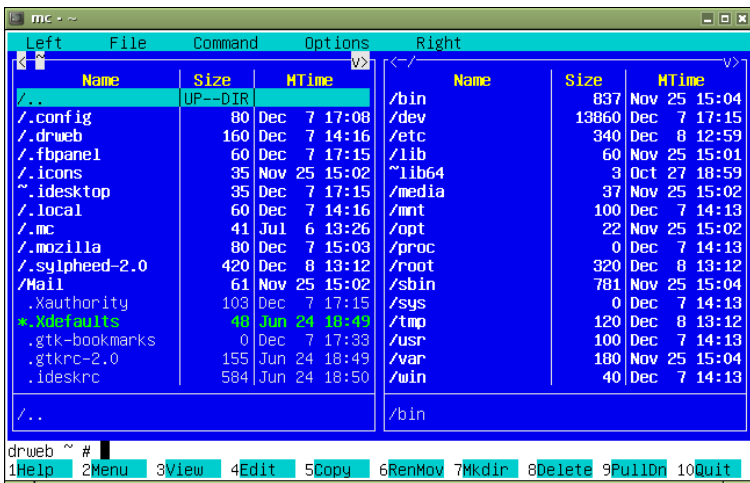 mc - ~
Left File Command Options Right
< ~ v> <-/ v>
Name Size MTime Name Size MTime
/.. UP--DIR /bin 837 Nov 25 15:04
/.config 80 Dec 7 17:08 /dev 13860 Dec 7 17:15
/.drweb 160 Dec 7 14:16 /etc 340 Dec 8 12:59
/.fbpanel 60 Dec 7 17:15 /lib 60 Nov 25 15:01
/.icons 35 Nov 25 15:02 ~lib64 3 Oct 27 18:59
~.idesktop 35 Dec 7 17:15 /media 37 Nov 25 15:02
/.local 60 Dec 7 14:16 /mnt 100 Dec 7 14:13
/.mc 41 Jul 6 13:26 /opt 22 Nov 25 15:02
/.mozilla 80 Dec 7 15:03 /proc 0 Dec 7 14:13
/.sylpheed-2.0 420 Dec 8 13:12 /root 320 Dec 8 13:12
/Mail 61 Nov 25 15:02 /sbin 781 Nov 25 15:04
.Xauthority 103 Dec 7 17:15 /sys 0 Dec 7 14:13
*.Xdefaults 48 Jun 24 18:49 /tmp 120 Dec 8 13:12
.gtk-bookmarks 0 Dec 7 17:33 /usr 100 Dec 7 14:13
.gtkrc-2.0 155 Jun 24 18:49 /var 180 Nov 25 15:04
.ideskrc 584 Jun 24 18:50 /win 40 Dec 7 14:13
/.. /bin
drweb ~ #
1Help 2Menu 3View 4Edit 5Copy 6RenMov 7Mkdir 8Delete 9PullDn 10Quit